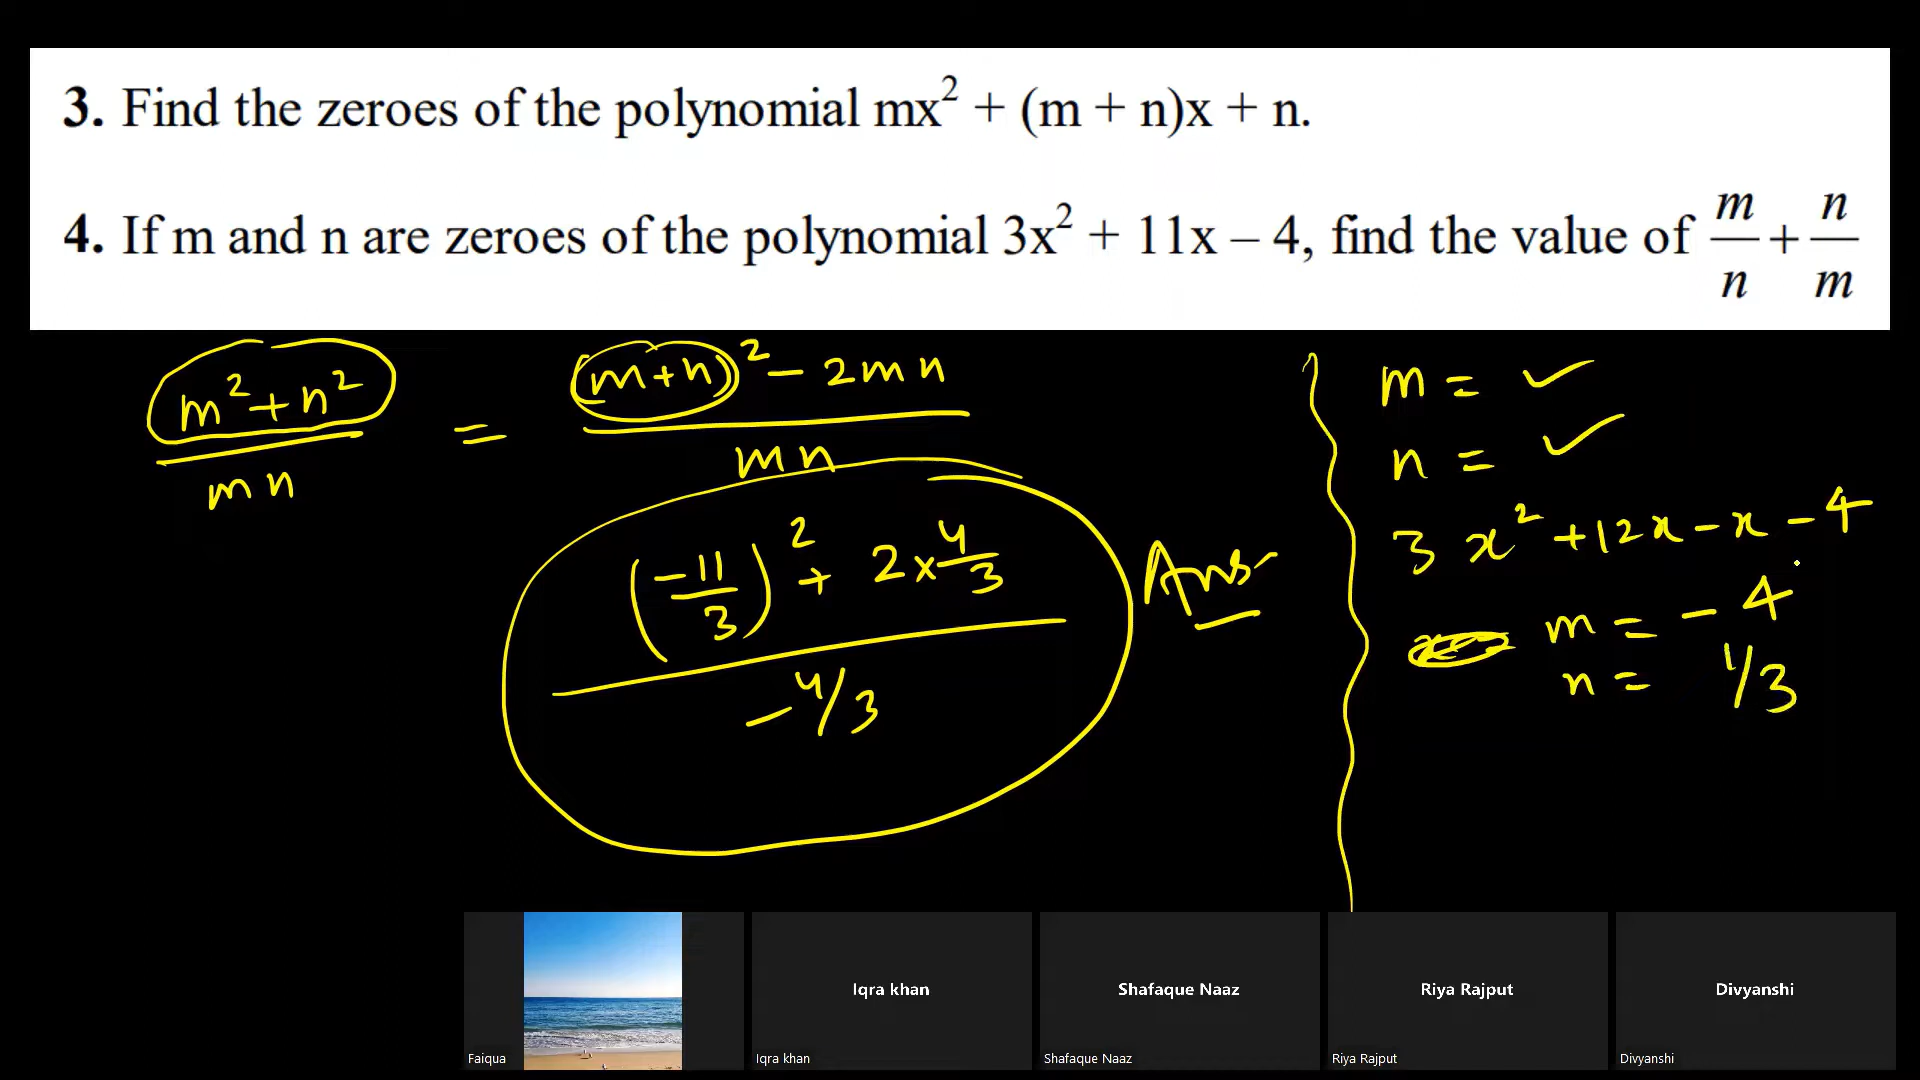 3. Find the zeroes of the polynomial mx² + (m + n)x + n.
4. If m and n are zeroes of the polynomial 3x² + 11x – 4, find the value of m/n + n/m
(m² + n²)/mn = ((m+n)² – 2mn)/mn
((-11/3)² + 2 × 4/3)/(-4/3) Ans
m = ✓
n = ✓
3x² + 12x – x – 4
m = – 4
n = 1/3
Iqra khan
Shafaque Naaz
Riya Rajput
Divyanshi
Faiqua
Iqra khan
Shafaque Naaz
Riya Rajput
Divyanshi